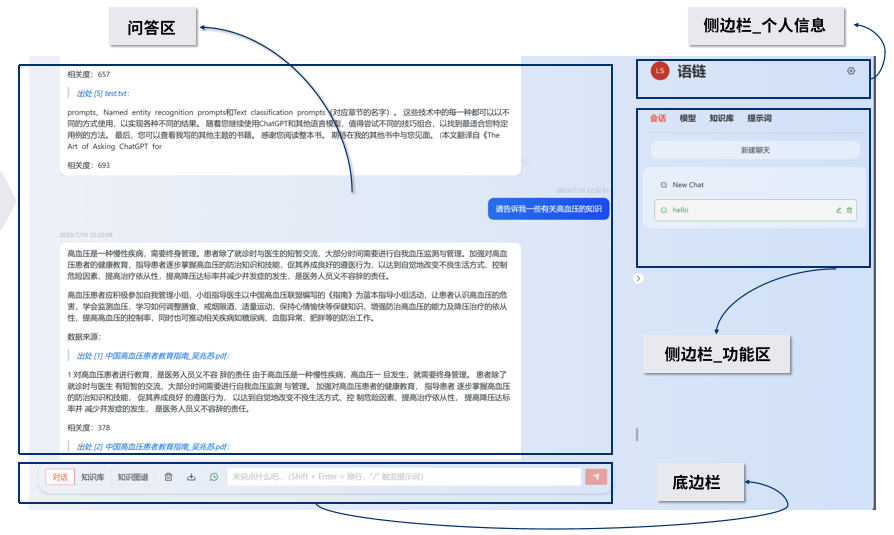 问答区
侧边栏_个人信息
相关度：657
出处 [5] test.txt：
prompts、Named entity recognition prompts和Text classification prompts（对应章节的名字）。 这些技术中的每一种都可以以不
同的方式使用，以实现各种不同的结果。 随着您继续使用ChatGPT和其他语言模型，值得尝试不同的技巧组合，以找到最适合您特定
用例的方法。 最后，您可以查看我写的其他主题的书籍。 感谢您阅读整本书。 期待在我的其他书中与您见面。 (本文翻译自《The
Art of Asking ChatGPT for
相关度：693
2023/7/10 22:32:01
请告诉我一些有关高血压的知识
2023/7/10 22:32:08
高血压是一种慢性疾病，需要终身管理。患者除了就诊时与医生的短暂交流，大部分时间需要进行自我血压监测与管理。加强对高血
压患者的健康教育，指导患者逐步掌握高血压的防治知识和技能，促其养成良好的遵医行为，以达到自觉地改变不良生活方式、控制
危险因素、提高治疗依从性，提高降压达标率并减少并发症的发生，是医务人员义不容辞的责任。
高血压患者应积极参加自我管理小组，小组指导医生以中国高血压联盟编写的《指南》为蓝本指导小组活动，让患者认识高血压的危
害，学会监测血压，学习如何调整膳食、戒烟限酒、适量运动、保持心情愉快等保健知识，增强防治高血压的能力及降压治疗的依从
性，提高高血压的控制率，同时也可推动相关疾病如糖尿病、血脂异常、肥胖等的防治工作。
数据来源：
出处 [1] 中国高血压患者教育指南_吴兆苏.pdf：
1 对高血压患者进行教育，是医务人员义不容 辞的责任 由于高血压是一种慢性疾病，高血压一 旦发生，就需要终身管理。 患者除了
就诊时与医生 有短暂的交流，大部分时间需要进行自我血压监测 与管理。 加强对高血压患者的健康教育， 指导患者 逐步掌握高血压
的防治知识和技能， 促其养成良好 的遵医行为， 以达到自觉地改变不良生活方式、控 制危险因素、提高治疗依从性， 提高降压达标
率并 减少并发症的发生， 是医务人员义不容辞的责任。
相关度：378
出处 [2] 中国高血压患者教育指南_吴兆苏.pdf：
对话 知识库 知识图谱 来说点什么吧...（Shift + Enter = 换行，"/" 触发提示词）
LS 语链
会话 模型 知识库 提示词
新建聊天
New Chat
hello
侧边栏_功能区
底边栏